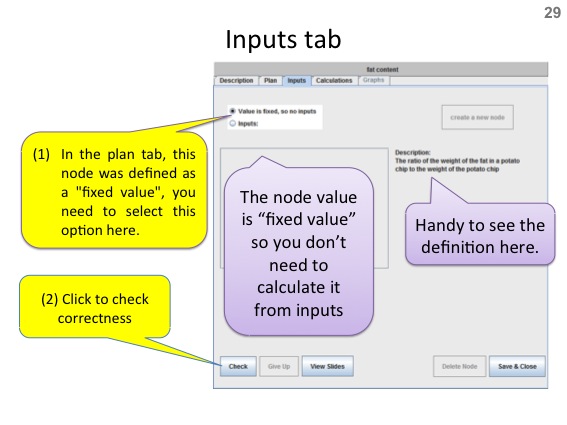 29
Inputs tab
fat content
Description Plan Inputs Calculations Graphs
Value is fixed, so no inputs
Inputs:
create a new node
Description:
The ratio of the weight of the fat in a potato
chip to the weight of the potato chip
(1) In the plan tab, this
node was defined as
a "fixed value", you
need to select this
option here.
The node value
is “fixed value”
so you don’t
need to
calculate it
from inputs
Handy to see the
definition here.
(2) Click to check
correctness
Check Give Up View Slides Delete Node Save & Close